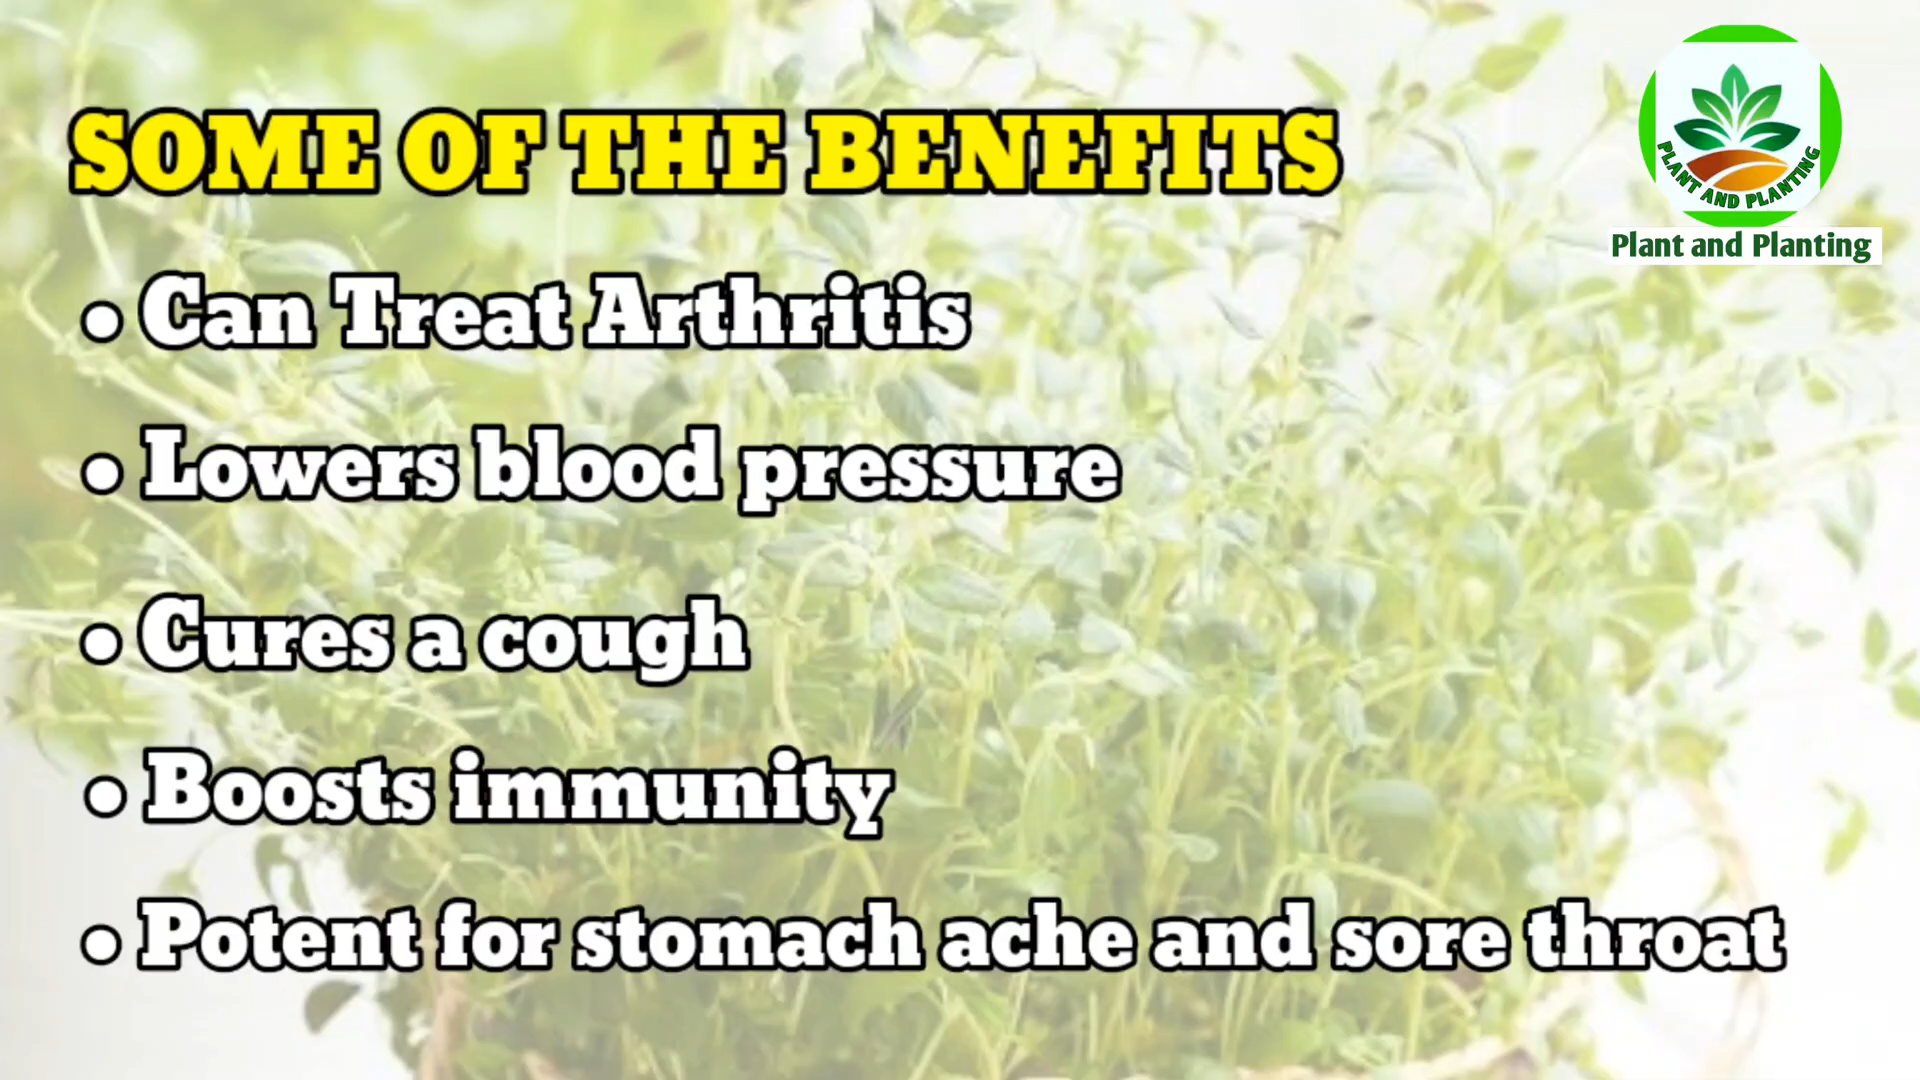 SOME OF THE BENEFITS
• Can Treat Arthritis
• Lowers blood pressure
• Cures a cough
• Boosts immunity
• Potent for stomach ache and sore throat
PLANT AND PLANTING
Plant and Planting